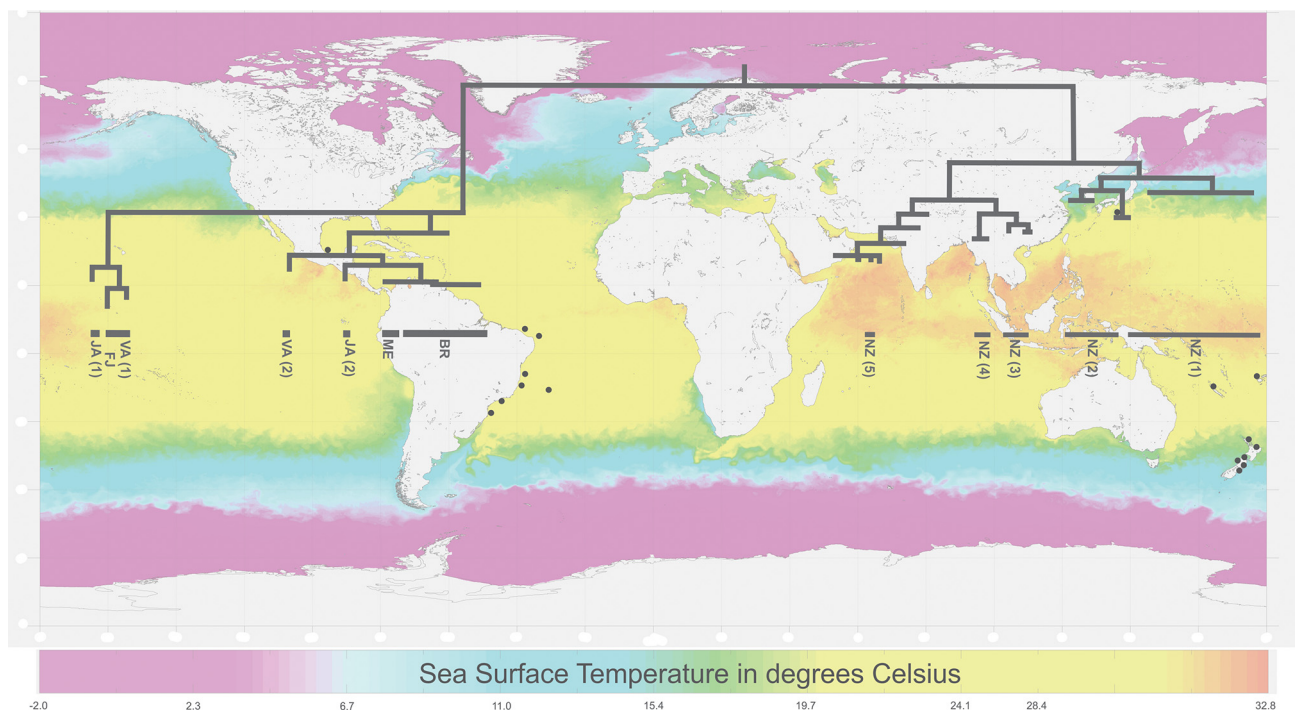 JA (1)
FJ
VA (1)
VA (2)
JA (2)
ME
BR
NZ (5)
NZ (4)
NZ (3)
NZ (2)
NZ (1)
Sea Surface Temperature in degrees Celsius
-2.0 2.3 6.7 11.0 15.4 19.7 24.1 28.4 32.8